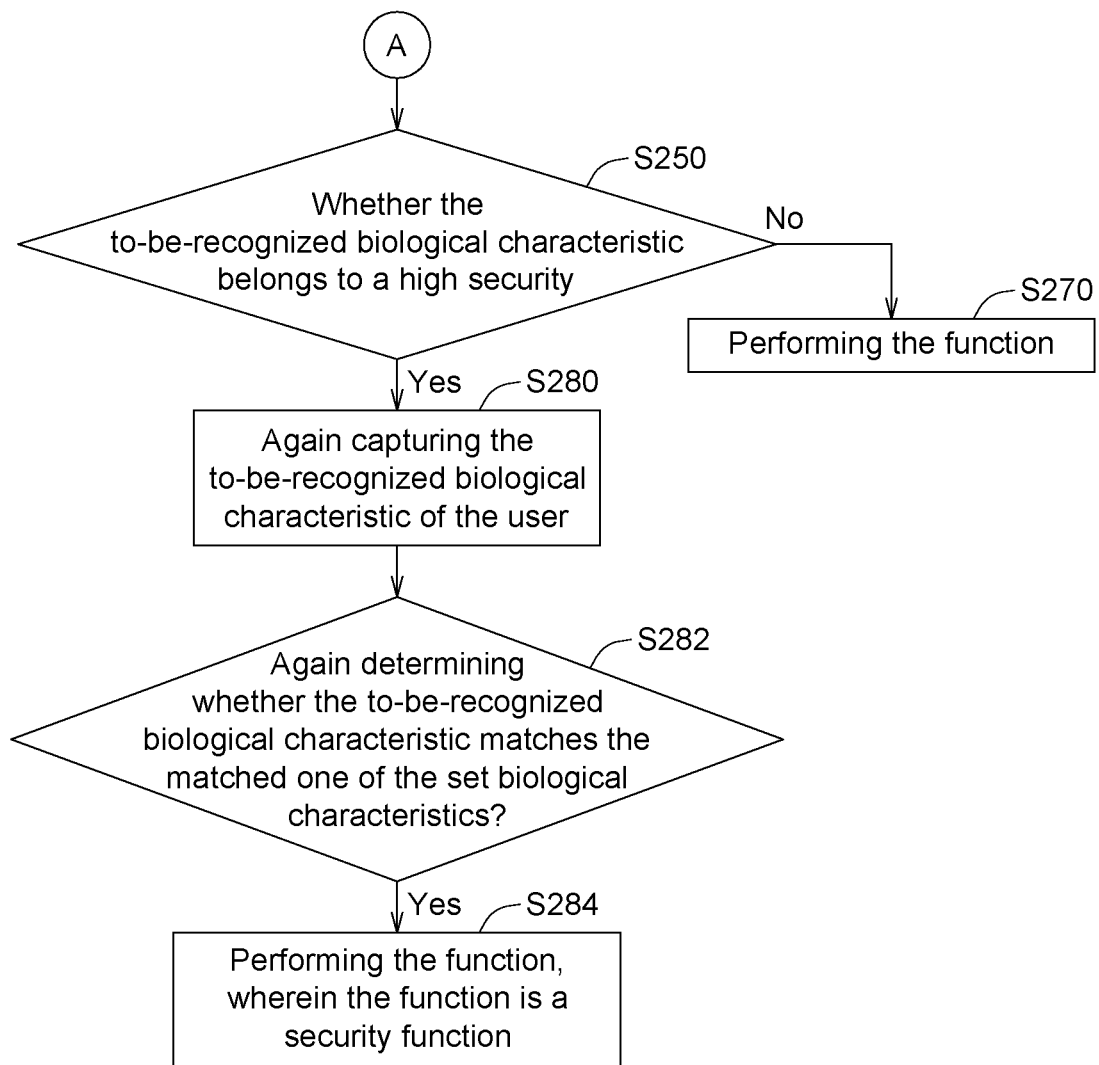 A
S250
Whether the
to-be-recognized biological characteristic
belongs to a high security
No
S270
Performing the function
Yes
S280
Again capturing the
to-be-recognized biological
characteristic of the user
S282
Again determining
whether the to-be-recognized
biological characteristic matches the
matched one of the set biological
characteristics?
Yes
S284
Performing the function,
wherein the function is a
security function